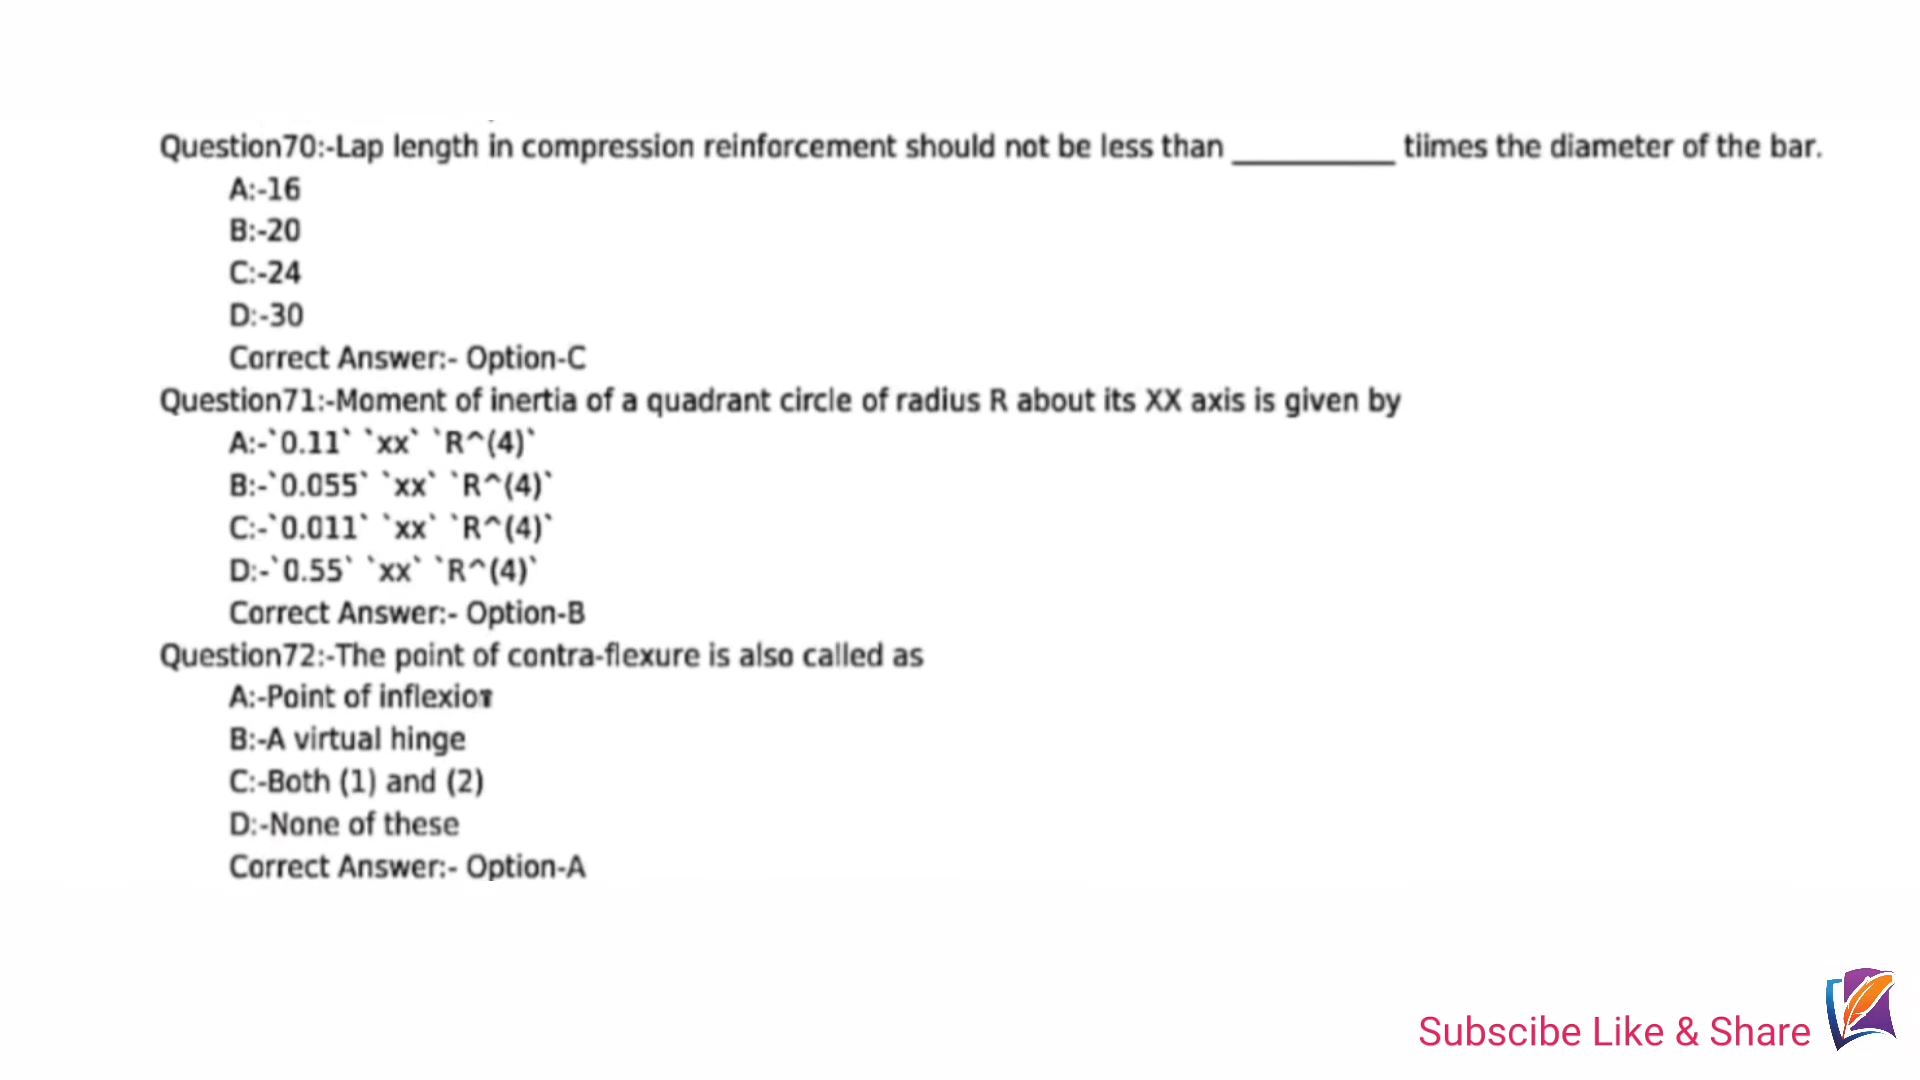 Question70:-Lap length in compression reinforcement should not be less than __________ tiimes the diameter of the bar.
A:-16
B:-20
C:-24
D:-30
Correct Answer:- Option-C
Question71:-Moment of inertia of a quadrant circle of radius R about its XX axis is given by
A:-`0.11` `xx` `R^(4)`
B:-`0.055` `xx` `R^(4)`
C:-`0.011` `xx` `R^(4)`
D:-`0.55` `xx` `R^(4)`
Correct Answer:- Option-B
Question72:-The point of contra-flexure is also called as
A:-Point of inflexion
B:-A virtual hinge
C:-Both (1) and (2)
D:-None of these
Correct Answer:- Option-A
Subscibe Like & Share